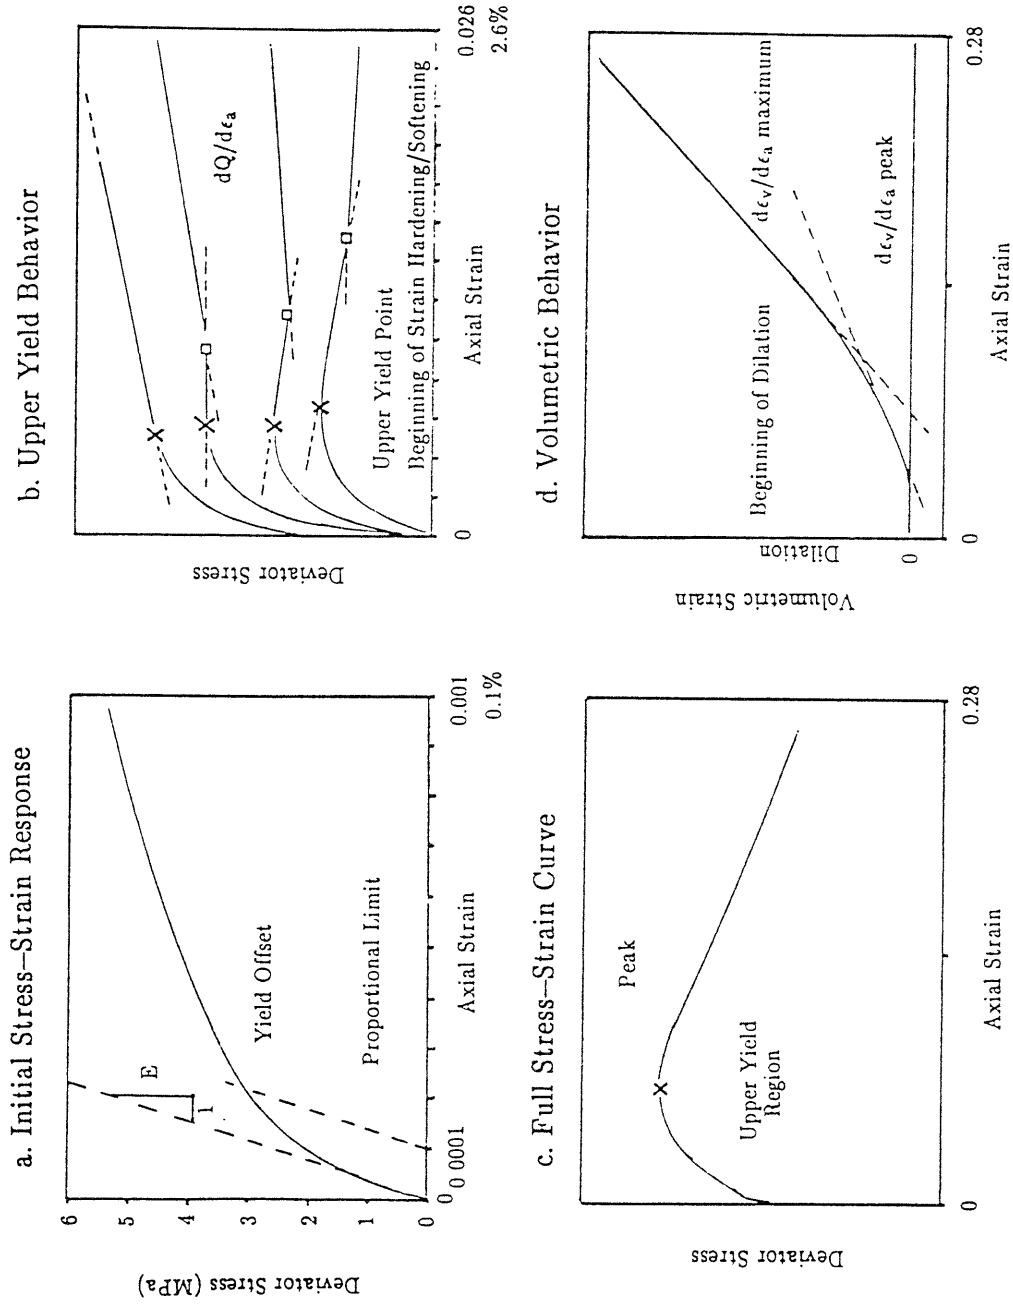 a. Initial Stress–Strain Response
Deviator Stress (MPa)
6
5
4
3
2
1
0
E
1
Yield Offset
Proportional Limit
0
0 0001
0.001
0.1%
Axial Strain
b. Upper Yield Behavior
Deviator Stress
dQ/dϵa
Upper Yield Point
Beginning of Strain Hardening/Softening
0
0.026
2.6%
Axial Strain
c. Full Stress–Strain Curve
Deviator Stress
Peak
Upper Yield
Region
0
0.28
Axial Strain
d. Volumetric Behavior
Volumetric Strain
Dilation
0
Beginning of Dilation
dϵv/dϵa maximum
dϵv/dϵa peak
0
0.28
Axial Strain